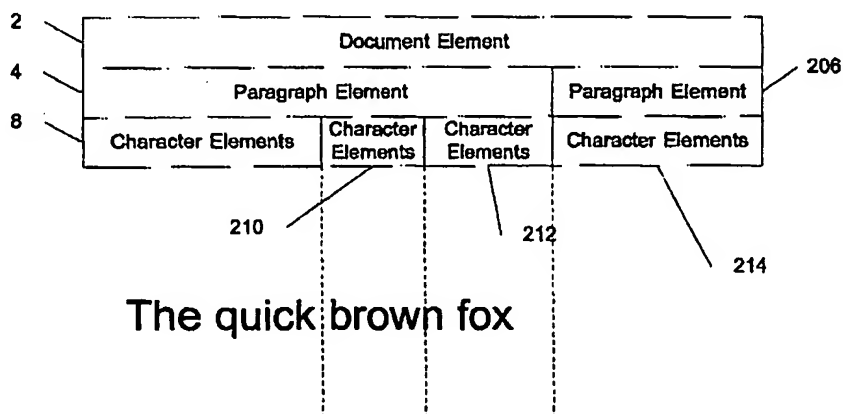 2
Document Element
4
Paragraph Element
Paragraph Element
206
8
Character Elements
Character
Elements
Character
Elements
Character Elements
210
212
214
The quick brown fox